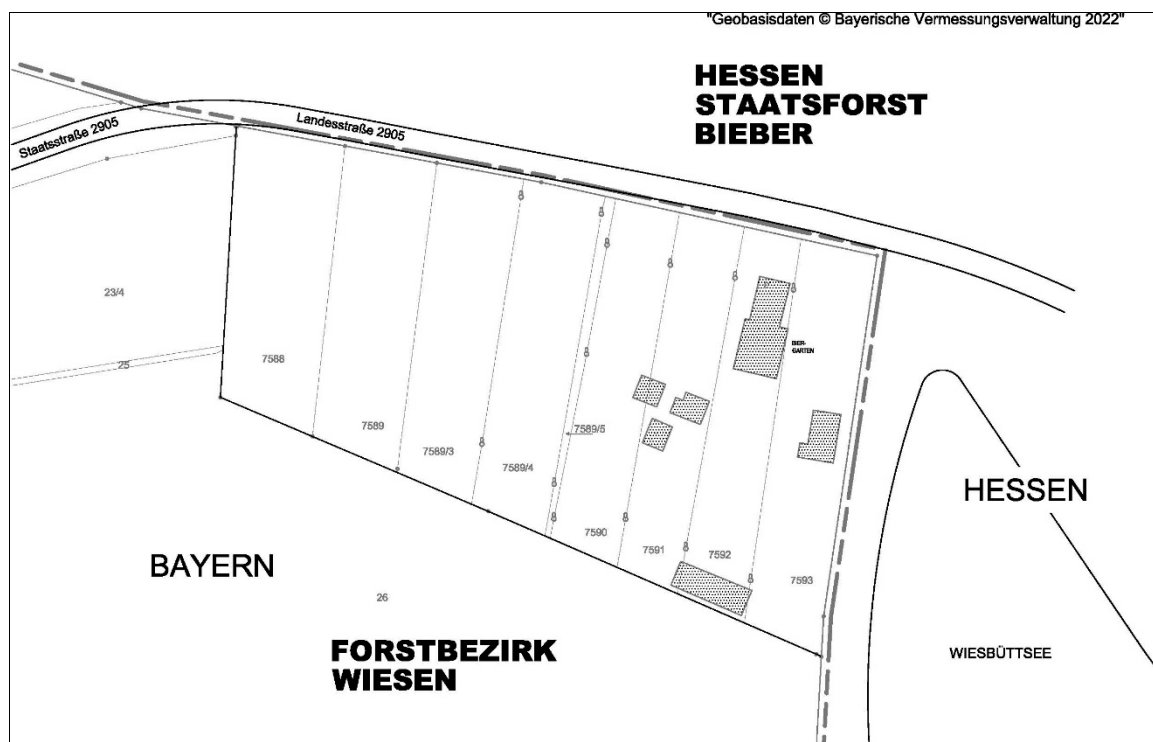 "Geobasisdaten © Bayerische Vermessungsverwaltung 2022"
HESSEN
STAATSFORST
BIEBER
Landesstraße 2905
Staatsstraße 2905
23/4
25
7588
7589
7589/3
7589/4
7589/5
7590
7591
7592
7593
BIER-
GARTEN
HESSEN
BAYERN
26
FORSTBEZIRK
WIESEN
WIESBÜTTSEE